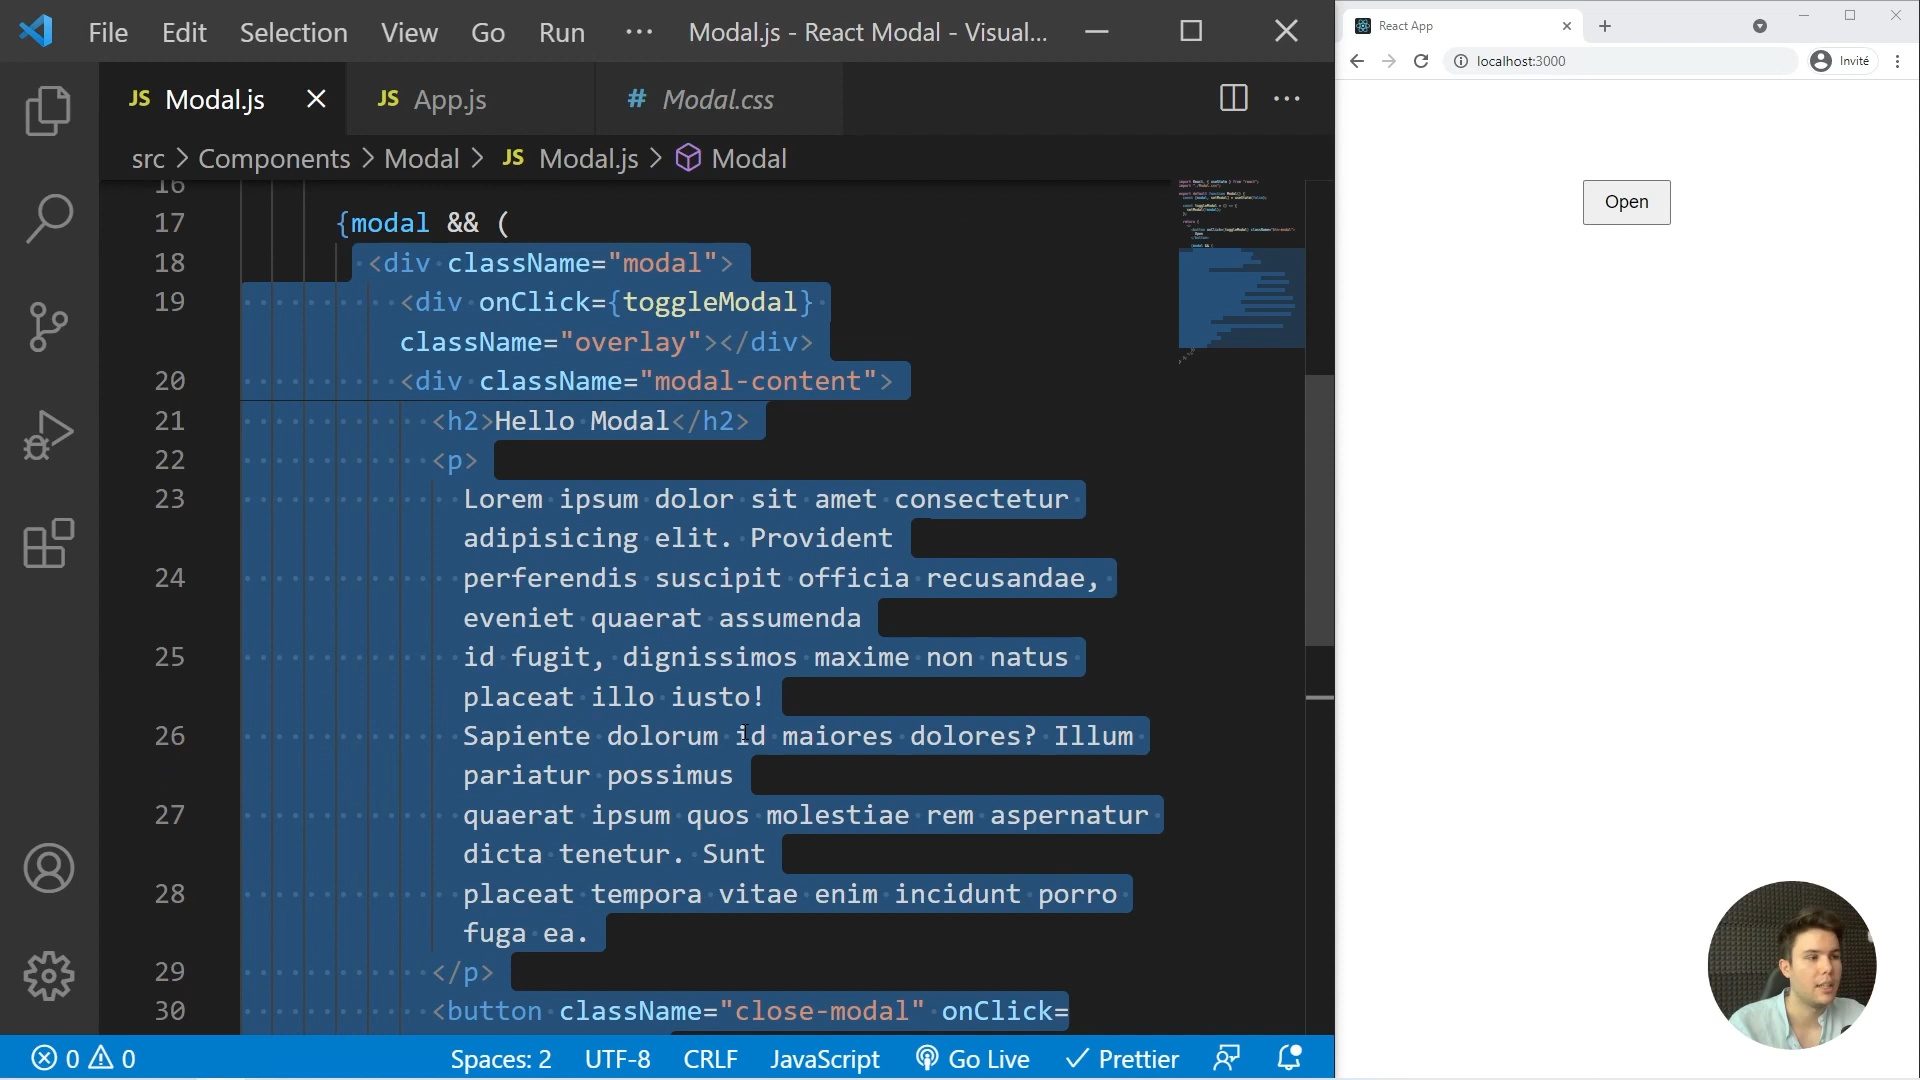 File Edit Selection View Go Run ··· Modal.js - React Modal - Visual...
JS Modal.js
JS App.js
# Modal.css
src > Components > Modal > JS Modal.js > Modal
16
17 {modal && (
18 <div className="modal">
19 <div onClick={toggleModal}
className="overlay"></div>
20 <div className="modal-content">
21 <h2>Hello Modal</h2>
22 <p>
23 Lorem ipsum dolor sit amet consectetur
adipisicing elit. Provident
24 perferendis suscipit officia recusandae,
eveniet quaerat assumenda
25 id fugit, dignissimos maxime non natus
placeat illo iusto!
26 Sapiente dolorum id maiores dolores? Illum
pariatur possimus
27 quaerat ipsum quos molestiae rem aspernatur
dicta tenetur. Sunt
28 placeat tempora vitae enim incidunt porro
fuga ea.
29 </p>
30 <button className="close-modal" onClick=
0 0 Spaces: 2 UTF-8 CRLF JavaScript Go Live Prettier
React App
localhost:3000
Invité
Open